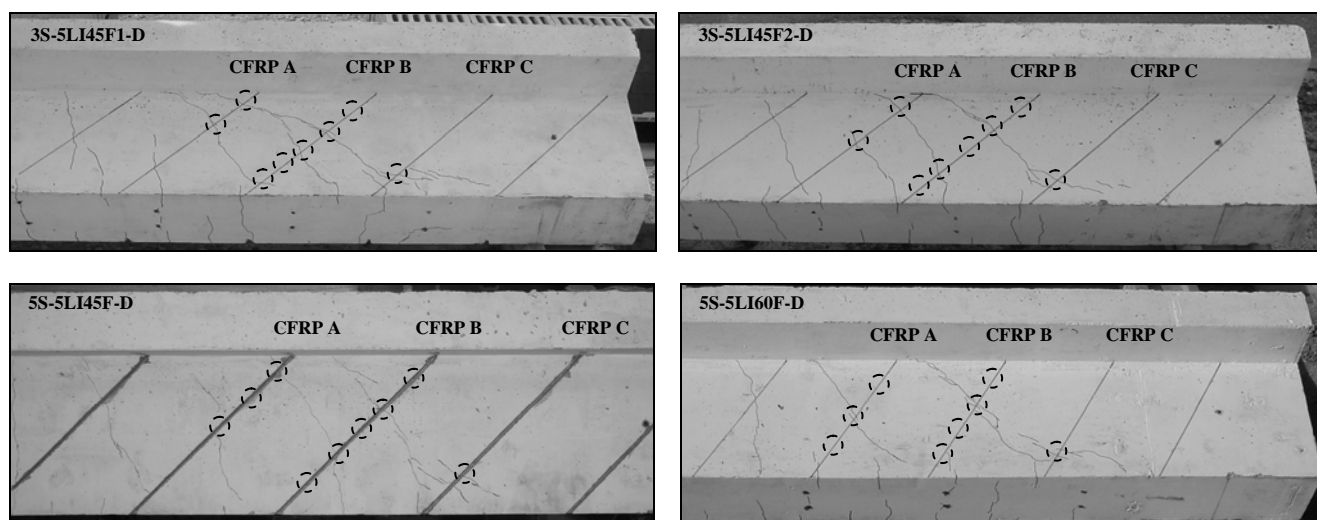 3S-5LI45F1-D
CFRP A CFRP B CFRP C
3S-5LI45F2-D
CFRP A CFRP B CFRP C
5S-5LI45F-D
CFRP A CFRP B CFRP C
5S-5LI60F-D
CFRP A CFRP B CFRP C